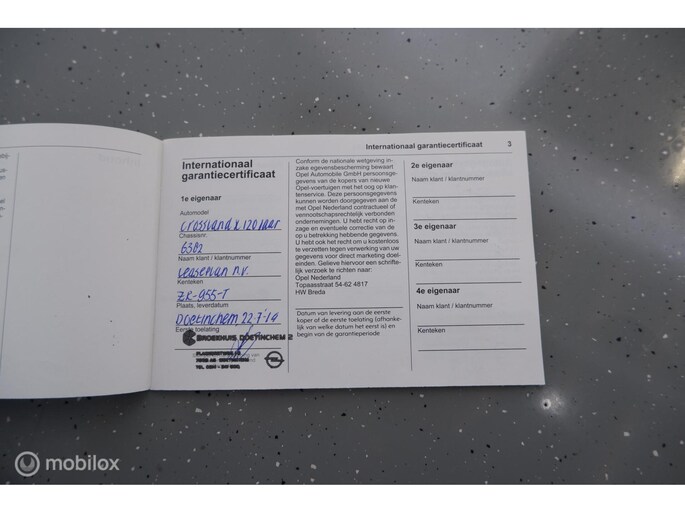 Internationaal garantiecertificaat 3
Internationaal
garantiecertificaat
1e eigenaar
Automodel
Crossland x 120 jaar
Chassisnr.
6382
Naam klant / klantnummer
Leaseplan n.v.
Kenteken
ZR-955-T
Plaats, leverdatum
Doetinchem 22-7-19
Eerste toelating
BROEKHUIS DOETINCHEM 2
Conform de nationale wetgeving in-
zake egevensbescherming bewaart
Opel Automobile GmbH persoonsge-
gevens van de kopers van nieuwe
Opel-voertuigen met het oog op klan-
tenservice. Deze persoonsgegevens
kunnen worden doorgegeven aan de
met Opel Nederland contractueel of
vennootschapsrechtelijk verbonden
ondernemingen. U hebt recht op in-
zage en eventuele correctie van de
op u betrekking hebbende gegevens.
U hebt ook het recht om u kosteloos
te verzetten tegen verwerking van uw
gegevens voor direct marketing doel-
einden. Gelieve hiervoor een schrifte-
lijk verzoek te richten naar:
Opel Nederland
Topaasstraat 54-62 4817
HW Breda
Datum van levering aan de eerste
koper of de eerste toelating (afhanke-
lijk van welke datum het eerst is) en
begin van de garantieperiode
2e eigenaar
Naam klant / klantnummer
Kenteken
3e eigenaar
Naam klant / klantnummer
Kenteken
4e eigenaar
Naam klant / klantnummer
Kenteken
mobilox